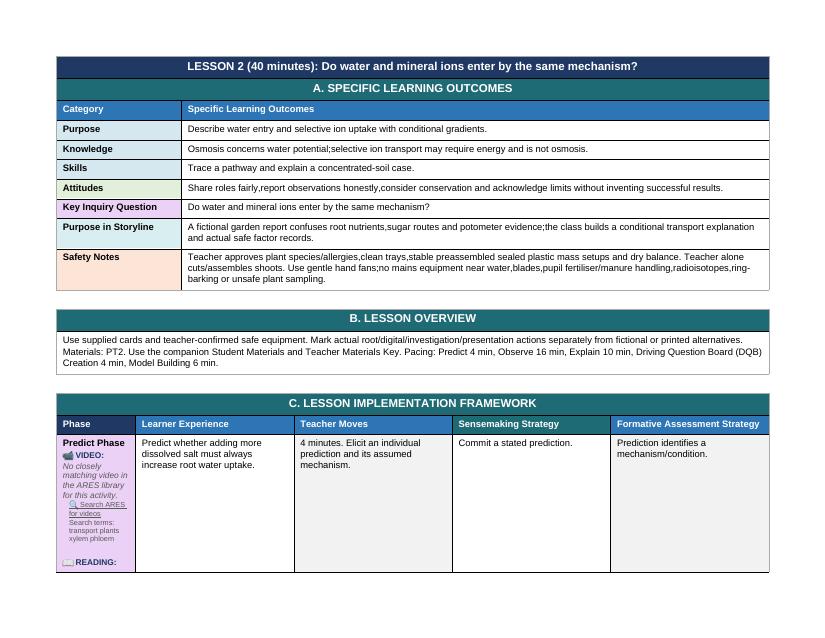 LESSON 2 (40 minutes): Do water and mineral ions enter by the same mechanism?
A. SPECIFIC LEARNING OUTCOMES
Category
Specific Learning Outcomes
Purpose
Describe water entry and selective ion uptake with conditional gradients.
Knowledge
Osmosis concerns water potential;selective ion transport may require energy and is not osmosis.
Skills
Trace a pathway and explain a concentrated-soil case.
Attitudes
Share roles fairly,report observations honestly,consider conservation and acknowledge limits without inventing successful results.
Key Inquiry Question
Do water and mineral ions enter by the same mechanism?
Purpose in Storyline
A fictional garden report confuses root nutrients,sugar routes and potometer evidence;the class builds a conditional transport explanation
and actual safe factor records.
Safety Notes
Teacher approves plant species/allergies,clean trays,stable preassembled sealed plastic mass setups and dry balance. Teacher alone
cuts/assembles shoots. Use gentle hand fans;no mains equipment near water,blades,pupil fertiliser/manure handling,radioisotopes,ring-
barking or unsafe plant sampling.
B. LESSON OVERVIEW
Use supplied cards and teacher-confirmed safe equipment. Mark actual root/digital/investigation/presentation actions separately from fictional or printed alternatives.
Materials: PT2. Use the companion Student Materials and Teacher Materials Key. Pacing: Predict 4 min, Observe 16 min, Explain 10 min, Driving Question Board (DQB)
Creation 4 min, Model Building 6 min.
C. LESSON IMPLEMENTATION FRAMEWORK
Phase
Learner Experience
Teacher Moves
Sensemaking Strategy
Formative Assessment Strategy
Predict Phase
📹 VIDEO:
No closely
matching video in
the ARES library
for this activity.
🔍 Search ARES
for videos
Search terms:
transport plants
xylem phloem
📖 READING:
Predict whether adding more
dissolved salt must always
increase root water uptake.
4 minutes. Elicit an individual
prediction and its assumed
mechanism.
Commit a stated prediction.
Prediction identifies a
mechanism/condition.